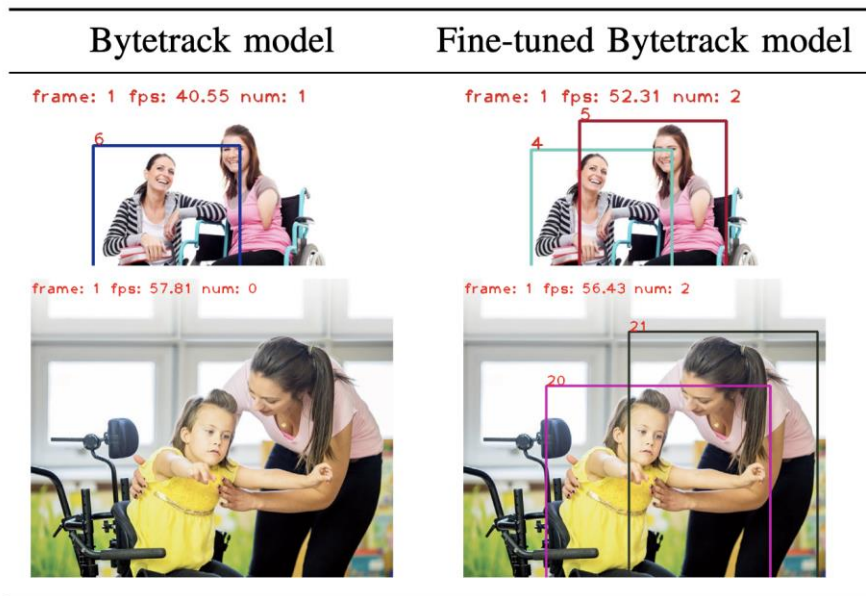 Bytetrack model
Fine-tuned Bytetrack model
frame: 1 fps: 40.55 num: 1
6
frame: 1 fps: 52.31 num: 2
5
4
frame: 1 fps: 57.81 num: 0
frame: 1 fps: 56.43 num: 2
21
20